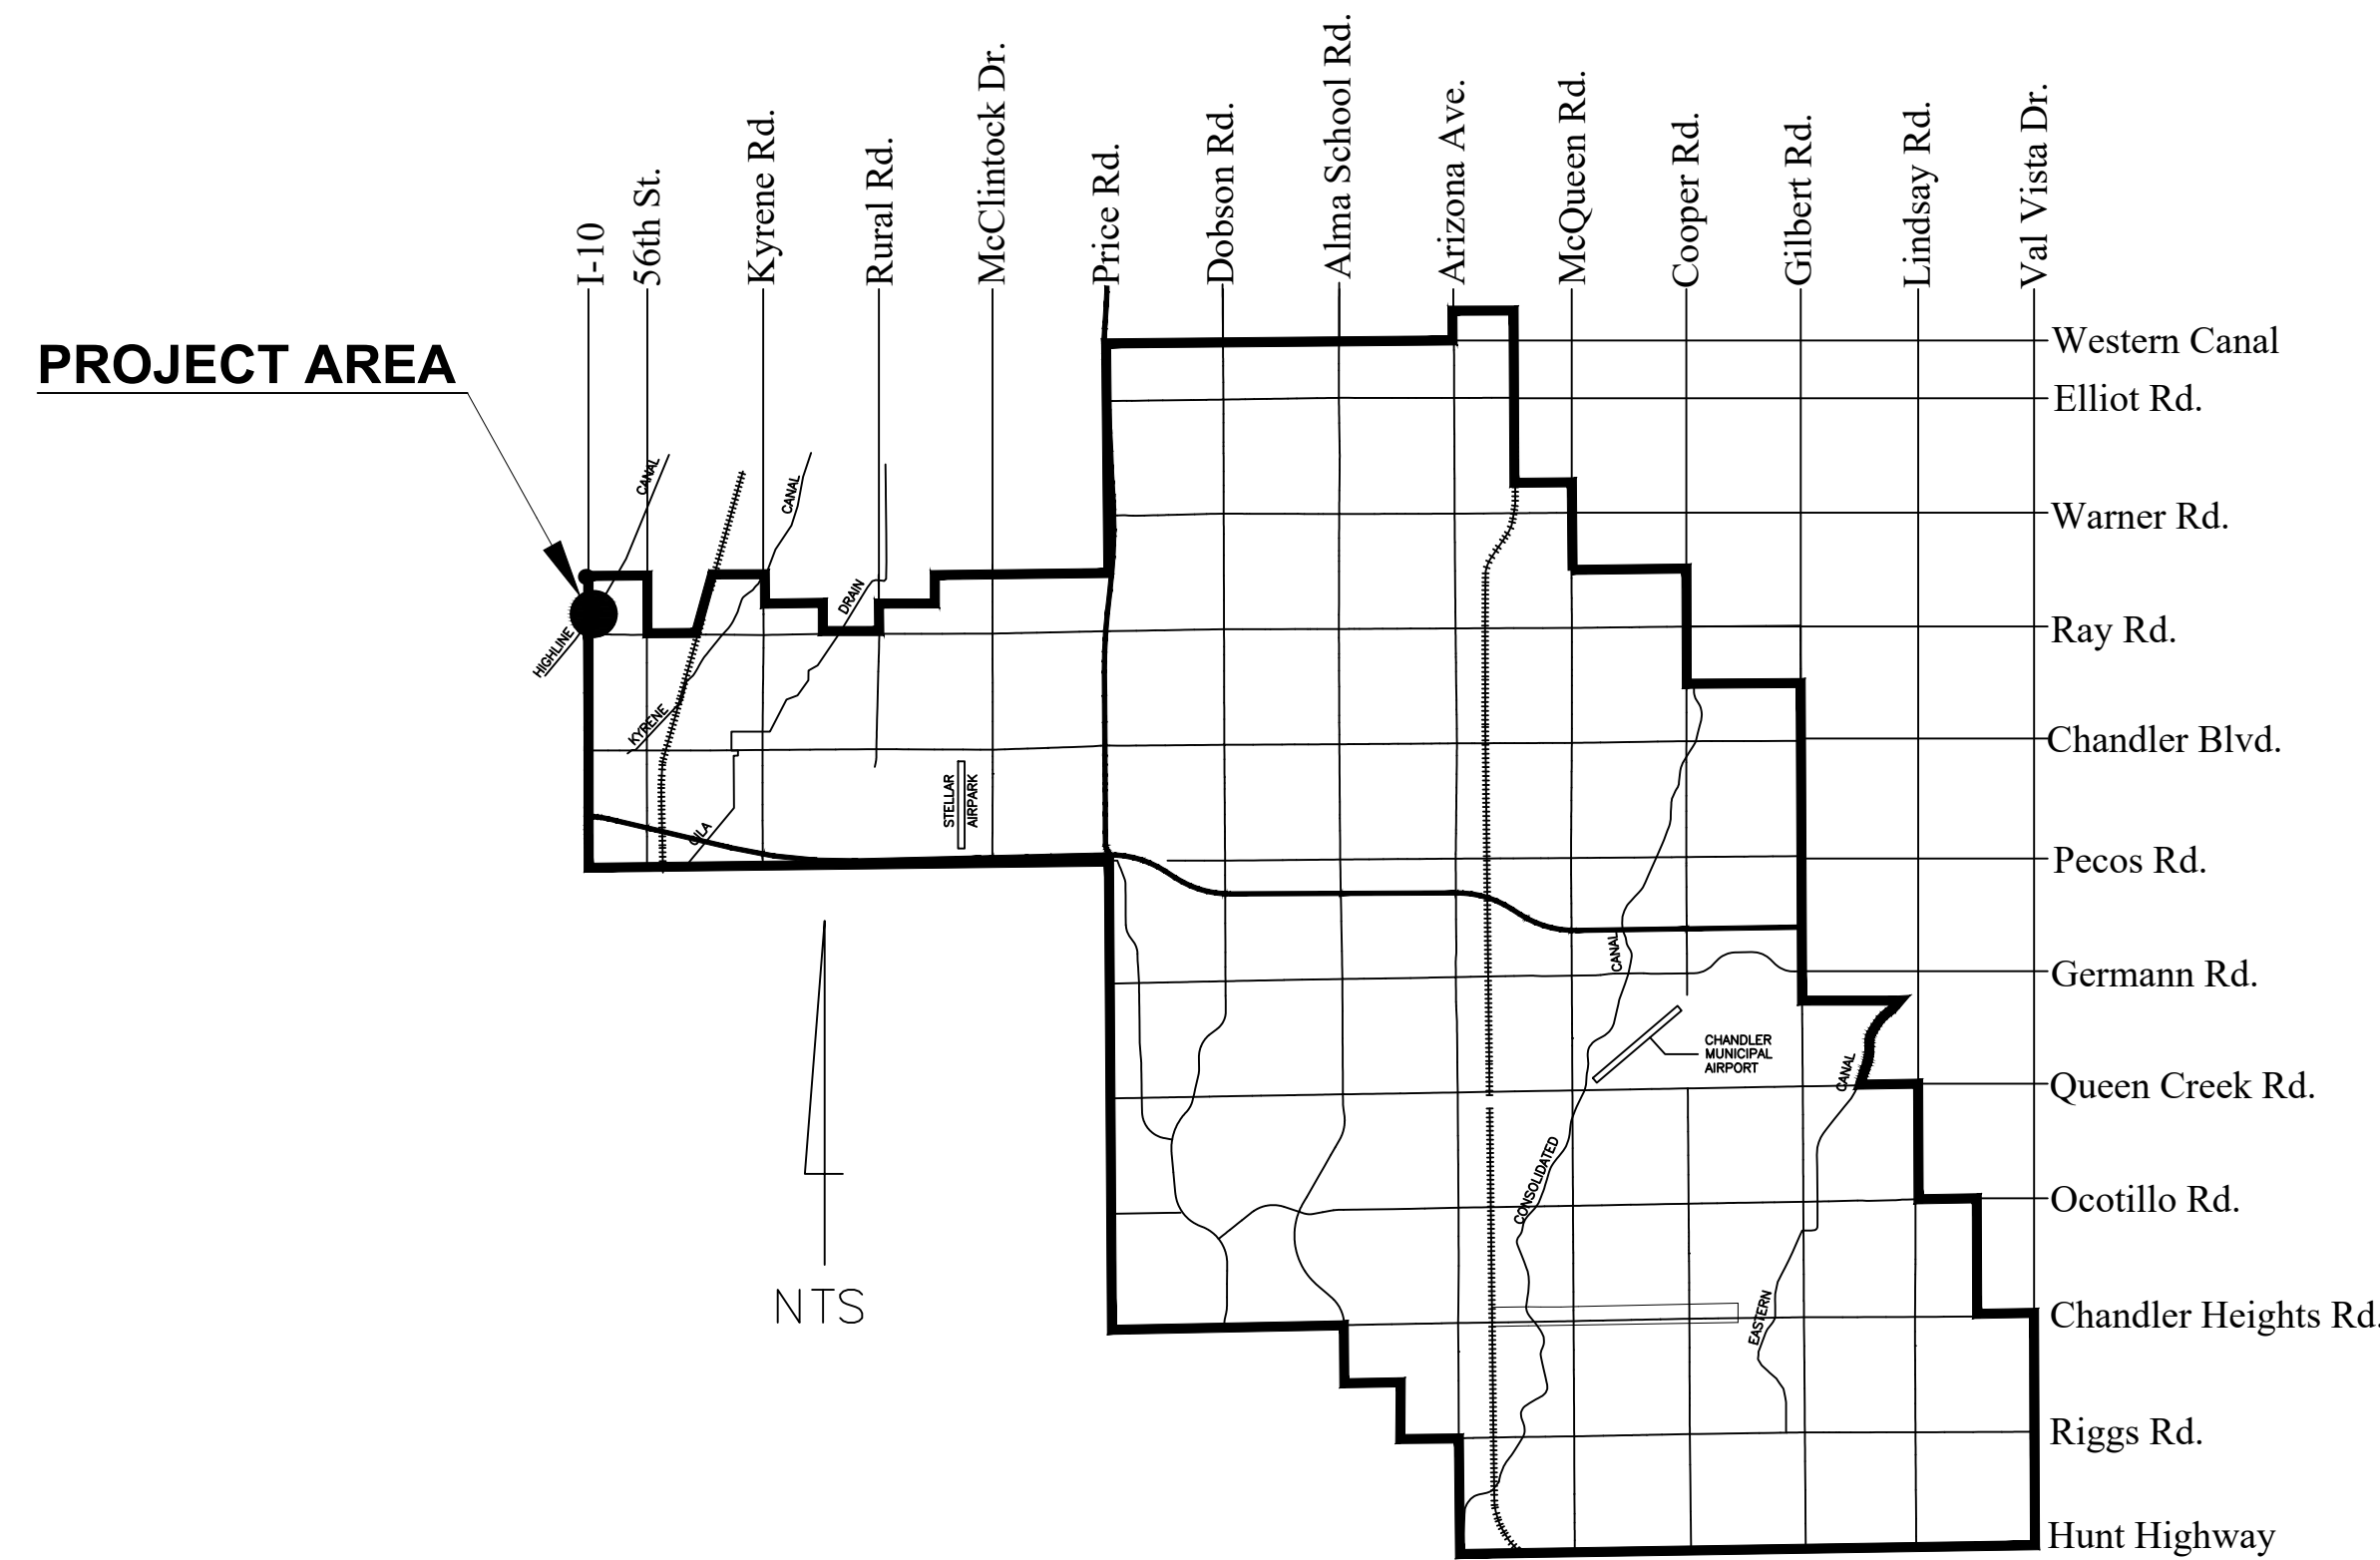 I-10
56th St.
Kyrene Rd.
Rural Rd.
McClintock Dr.
Price Rd.
Dobson Rd.
Alma School Rd.
Arizona Ave.
McQueen Rd.
Cooper Rd.
Gilbert Rd.
Lindsay Rd.
Val Vista Dr.
PROJECT AREA
Western Canal
Elliot Rd.
Warner Rd.
Ray Rd.
Chandler Blvd.
Pecos Rd.
Germann Rd.
Queen Creek Rd.
Ocotillo Rd.
Chandler Heights Rd.
Riggs Rd.
Hunt Highway
CANAL
HIGHLINE
CANAL
KYRENE
DRAIN
GILA
STELLAR
AIRPARK
CANAL
CONSOLIDATED
CHANDLER
MUNICIPAL
AIRPORT
CANAL
EASTERN
NTS